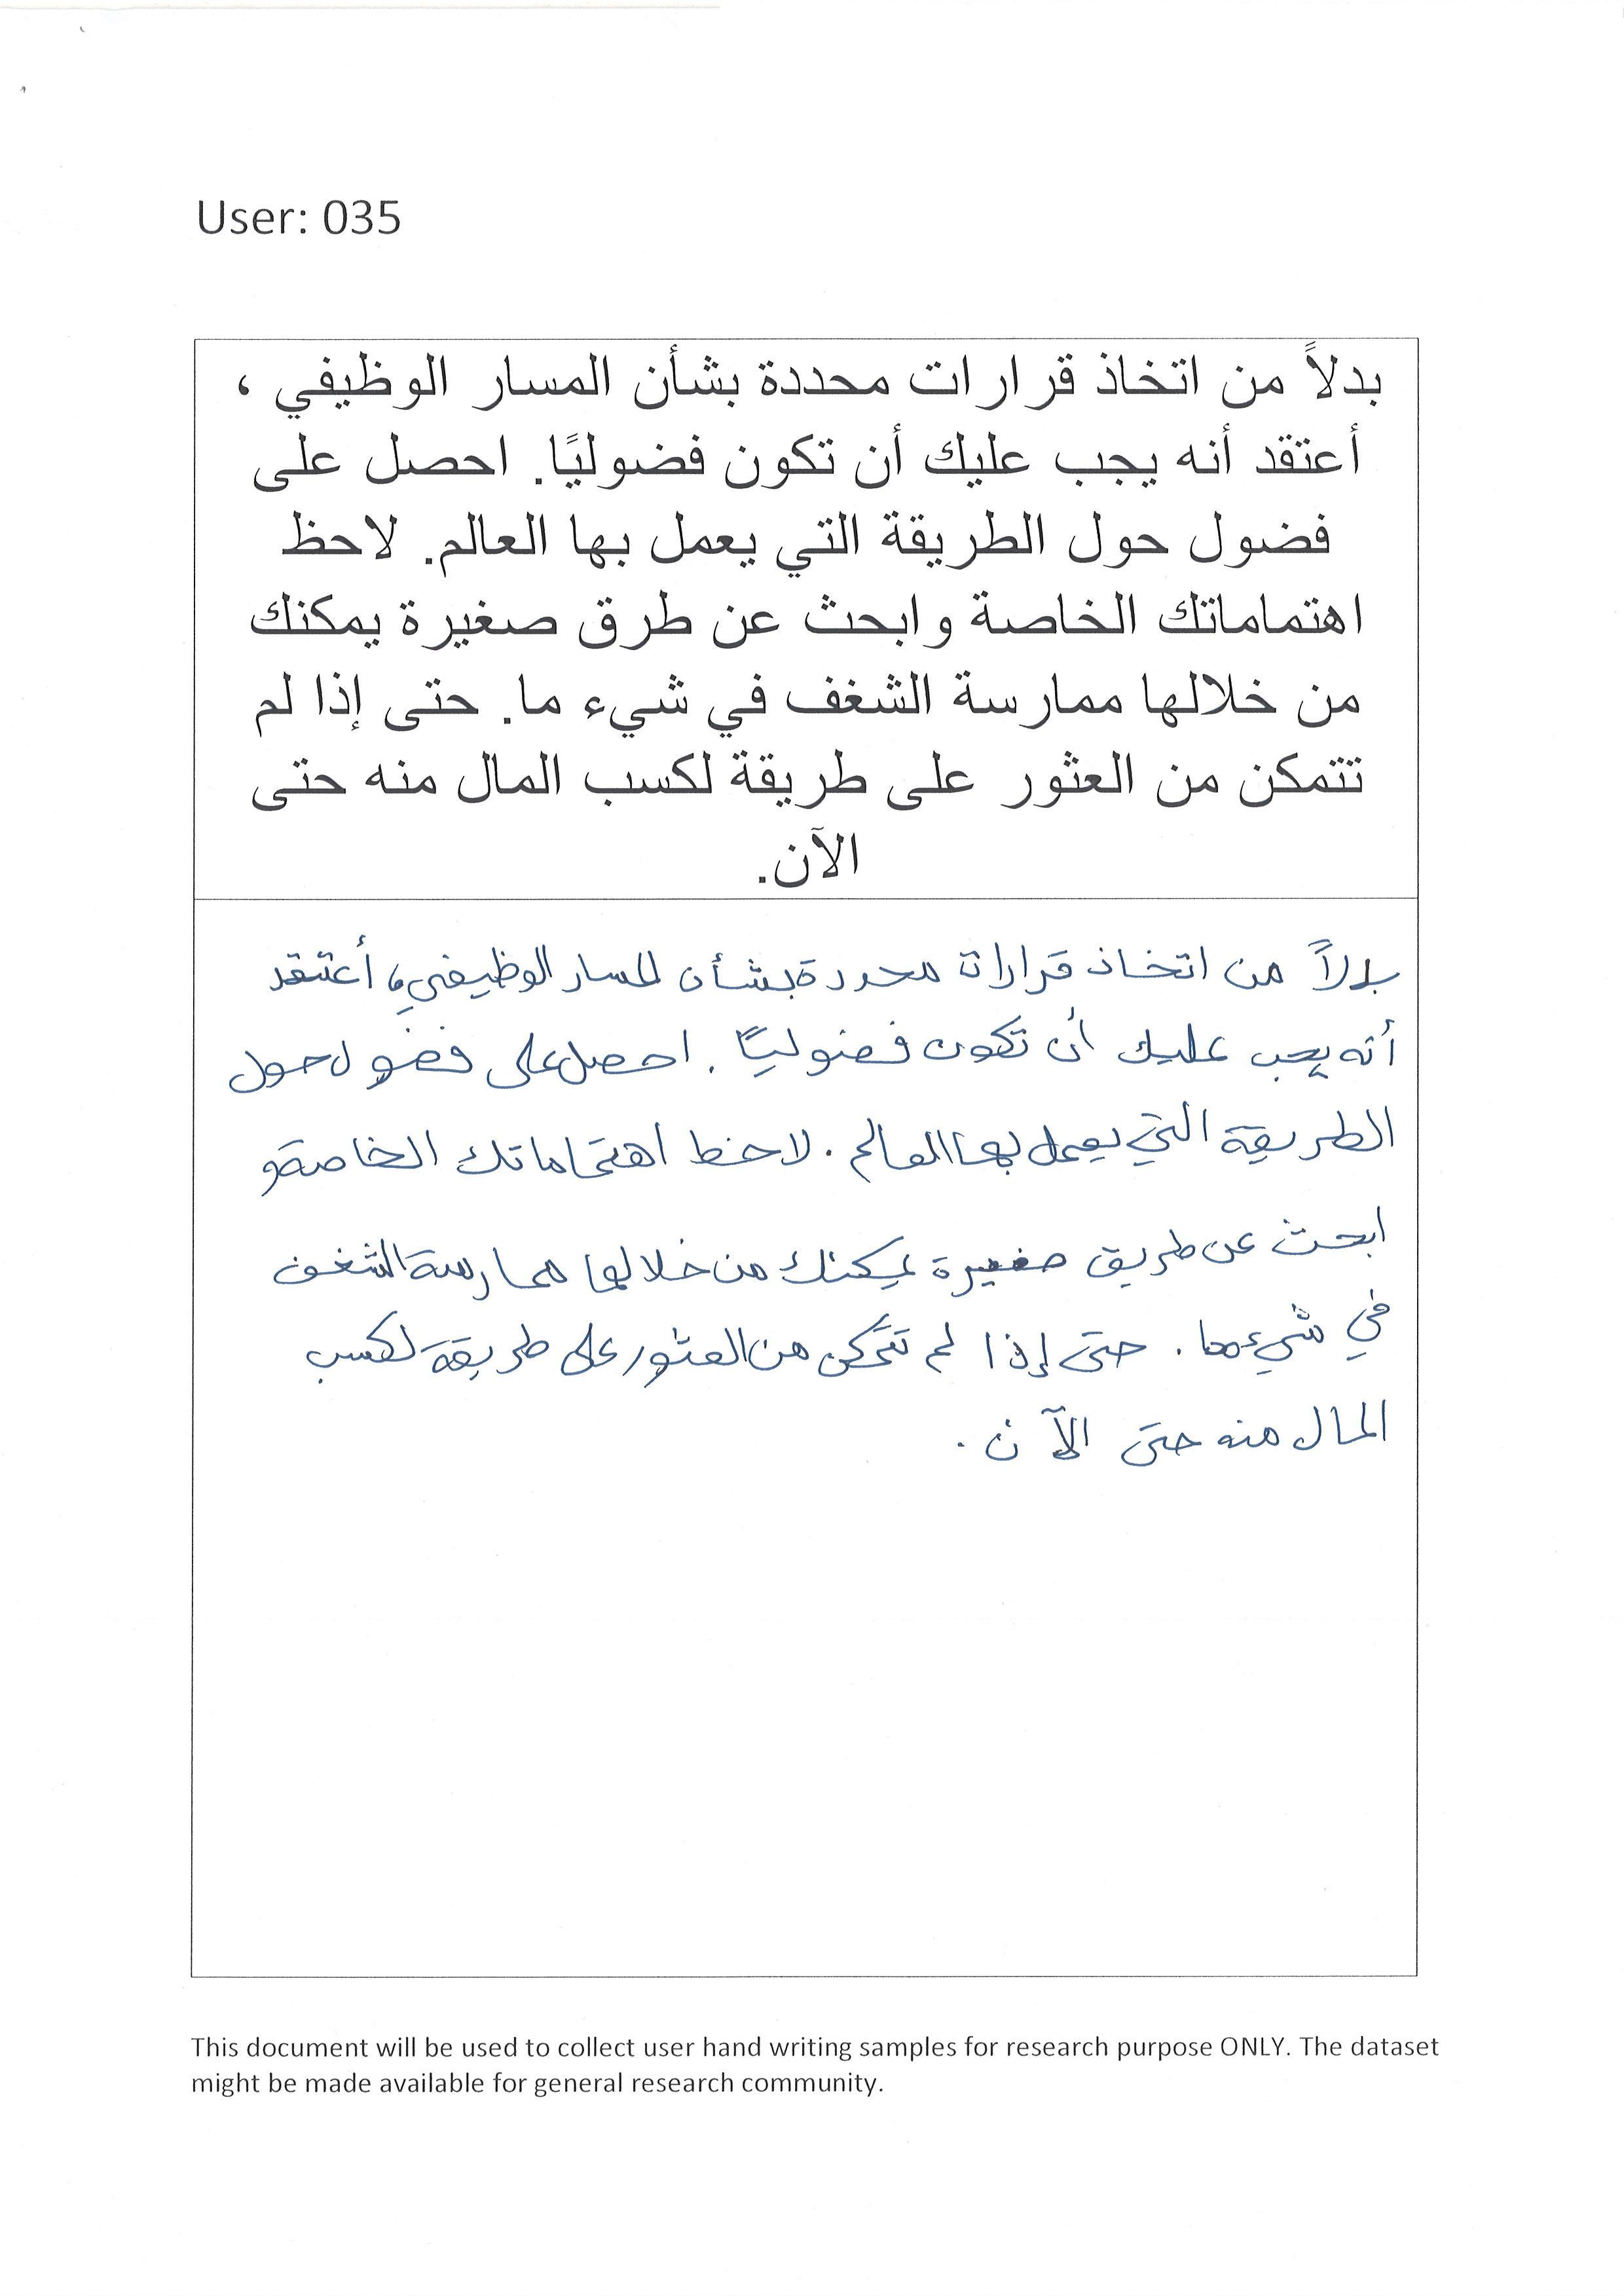 User: 035
بدلاً من اتخاذ قرارات محددة بشأن المسار الوظيفي ،
أعتقد أنه يجب عليك أن تكون فضوليًا. احصل على
فضول حول الطريقة التي يعمل بها العالم. لاحظ
اهتماماتك الخاصة وابحث عن طرق صغيرة يمكنك
من خلالها ممارسة الشغف في شيء ما. حتى إذا لم
تتمكن من العثور على طريقة لكسب المال منه حتى
الآن.
بدلاً من اتخاذ قراراة محددة بشأن المسار الوظيفي، أعتقد
أنه يجب عليك أن تكون فضوليًا. احصل على فضول حول
الطريقة التي يعمل بها العالم. لاحظ اهتماماتك الخاصة و
ابحث عن طريق صغيرة يمكنك من خلالها ممارسة الشغف
في شيء ما. حتى إذا لم تتمكن من العثور على طريقة لكسب
المال منه حتى الآن.
This document will be used to collect user hand writing samples for research purpose ONLY. The dataset
might be made available for general research community.